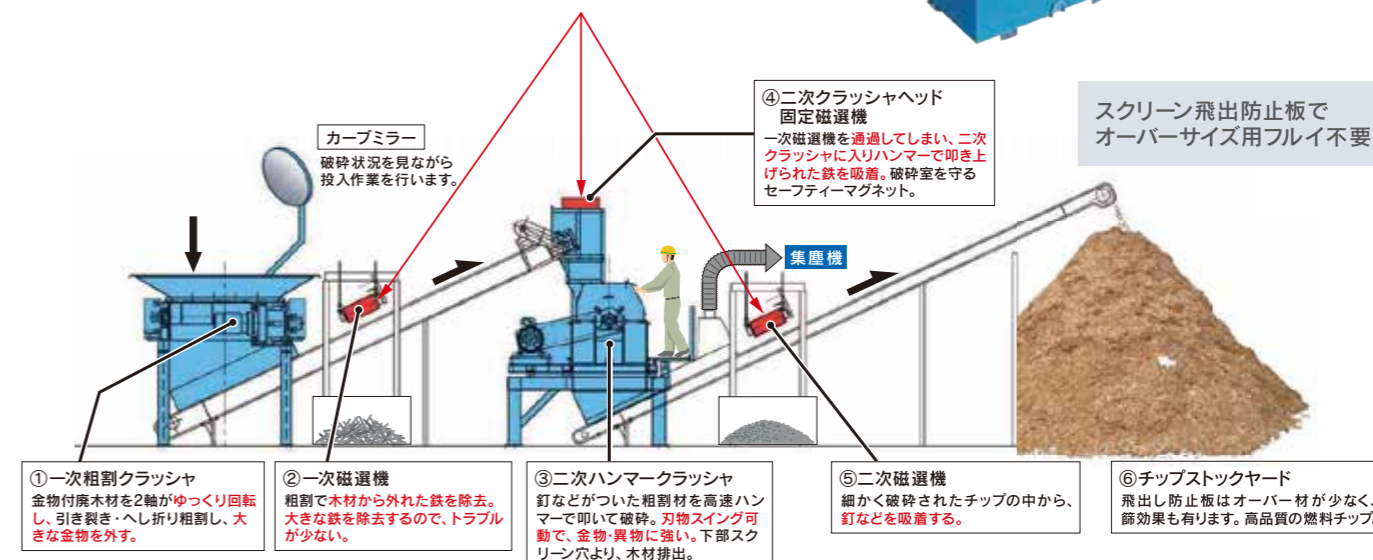 ④二次クラッシャヘッド
固定磁選機
一次磁選機を通過してしまい、二次
クラッシャに入りハンマーで叩き上
げられた鉄を吸着。破砕室を守る
セーフティーマグネット。
スクリーン飛出防止板で
オーバーサイズ用フルイ不要
カーブミラー
破砕状況を見ながら
投入作業を行います。
集塵機
①一次粗割クラッシャ
金物付廃木材を2軸がゆっくり回転
し、引き裂き・へし折り粗割し、大
きな金物を外す。
②一次磁選機
粗割で木材から外れた鉄を除去。
大きな鉄を除去するので、トラブル
が少ない。
③二次ハンマークラッシャ
釘などがついた粗割材を高速ハン
マーで叩いて破砕。刃物スイング可
動で、金物・異物に強い。下部スク
リーン穴より、木材排出。
⑤二次磁選機
細かく破砕されたチップの中から、
釘などを吸着する。
⑥チップストックヤード
飛出し防止板はオーバー材が少なく、
篩効果も有ります。高品質の燃料チップ